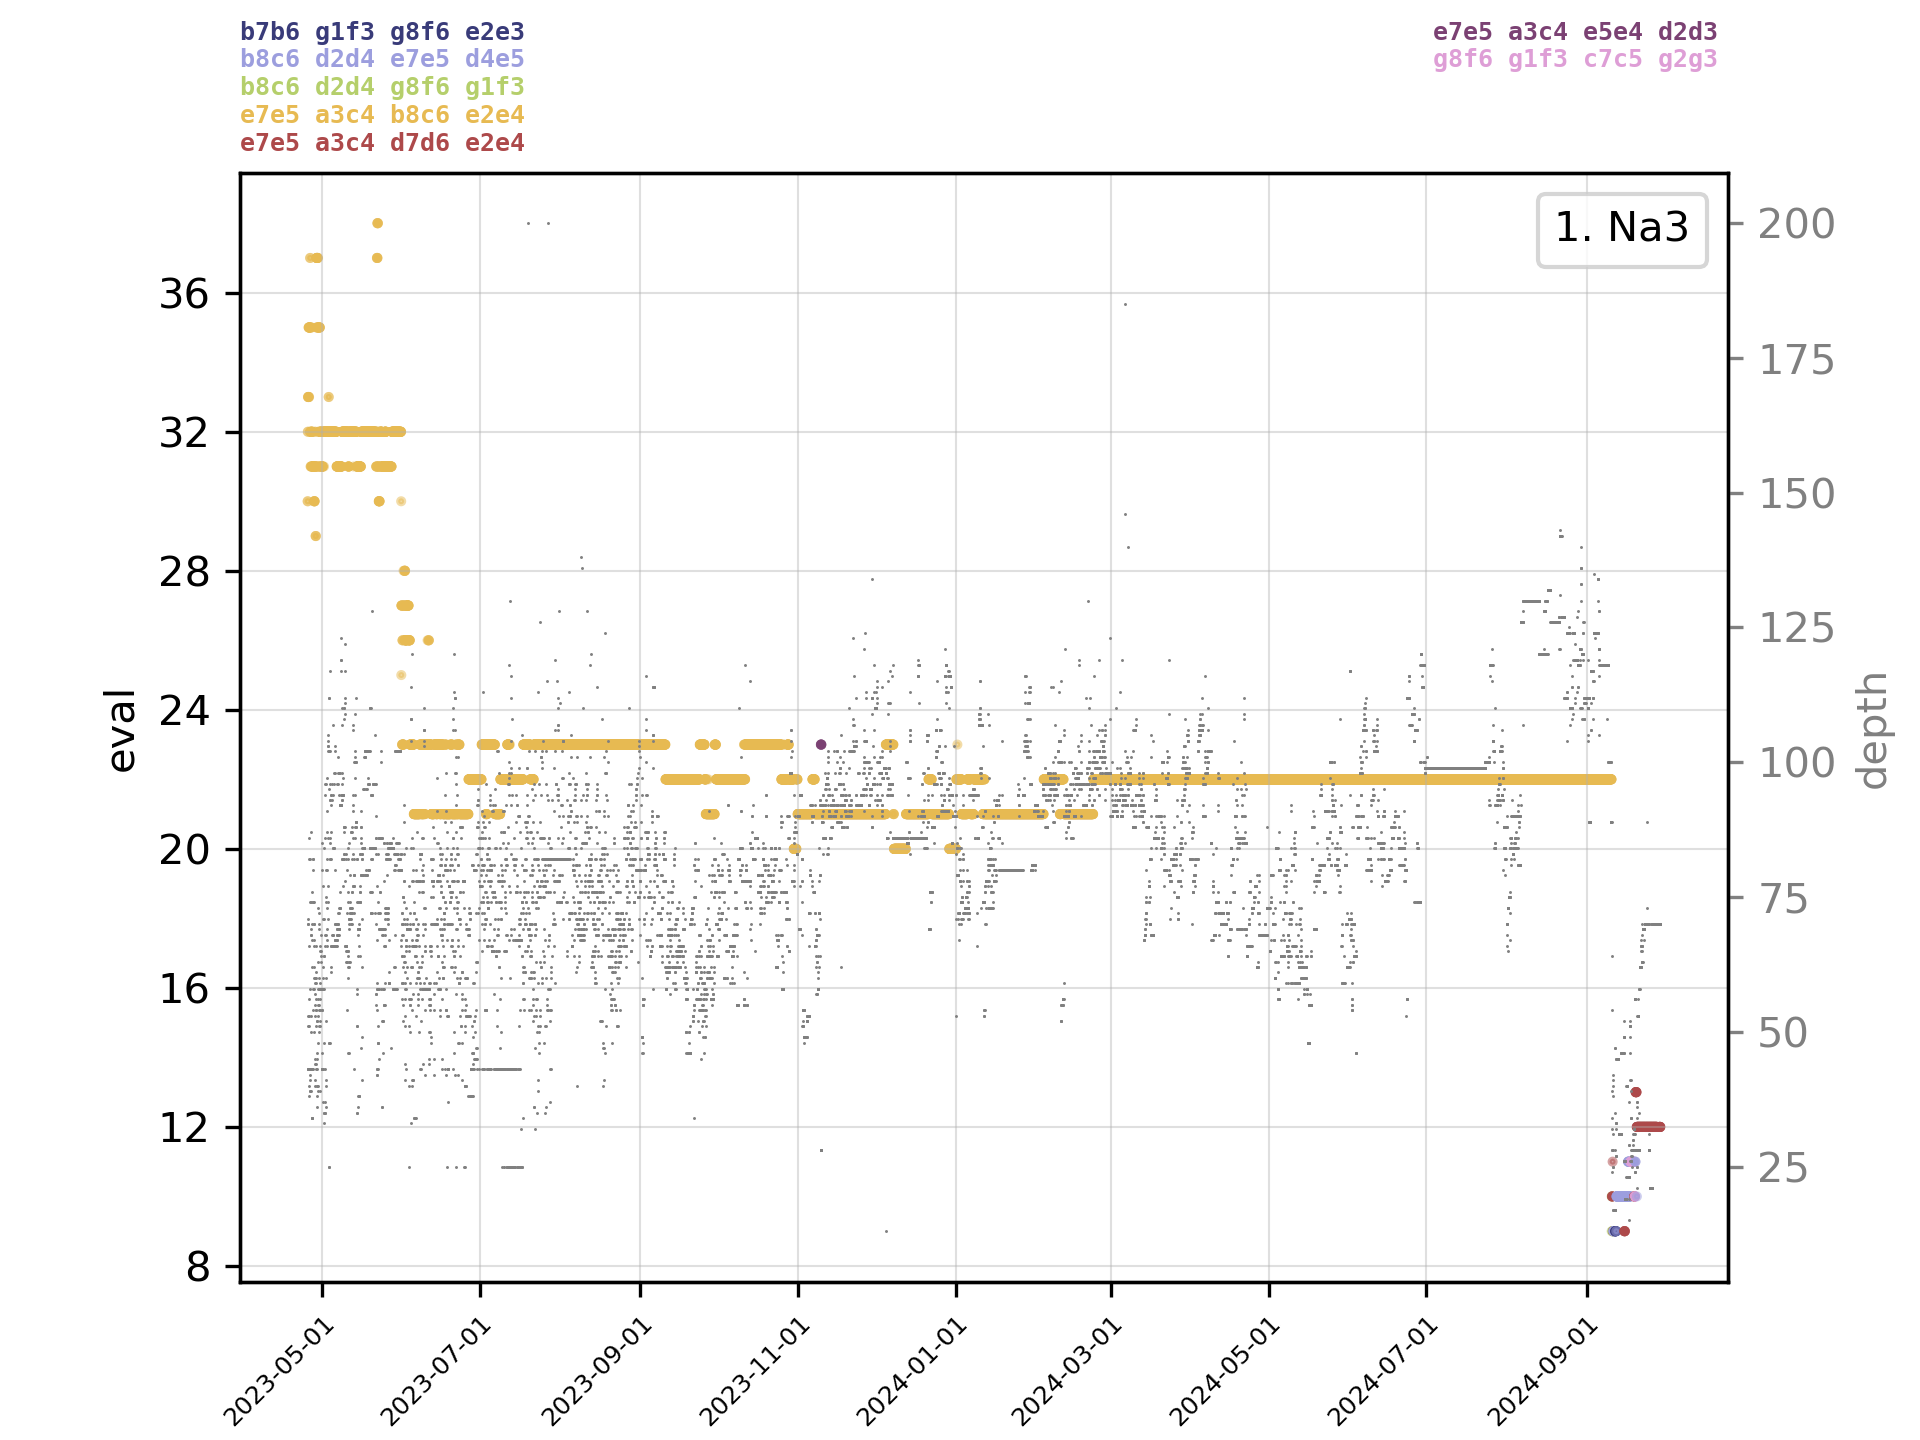 b7b6 g1f3 g8f6 e2e3
b8c6 d2d4 e7e5 d4e5
b8c6 d2d4 g8f6 g1f3
e7e5 a3c4 b8c6 e2e4
e7e5 a3c4 d7d6 e2e4
e7e5 a3c4 e5e4 d2d3
g8f6 g1f3 c7c5 g2g3
1. Na3
eval
36
32
28
24
20
16
12
8
200
175
150
125
100
75
50
25
depth
2023-05-01
2023-07-01
2023-09-01
2023-11-01
2024-01-01
2024-03-01
2024-05-01
2024-07-01
2024-09-01